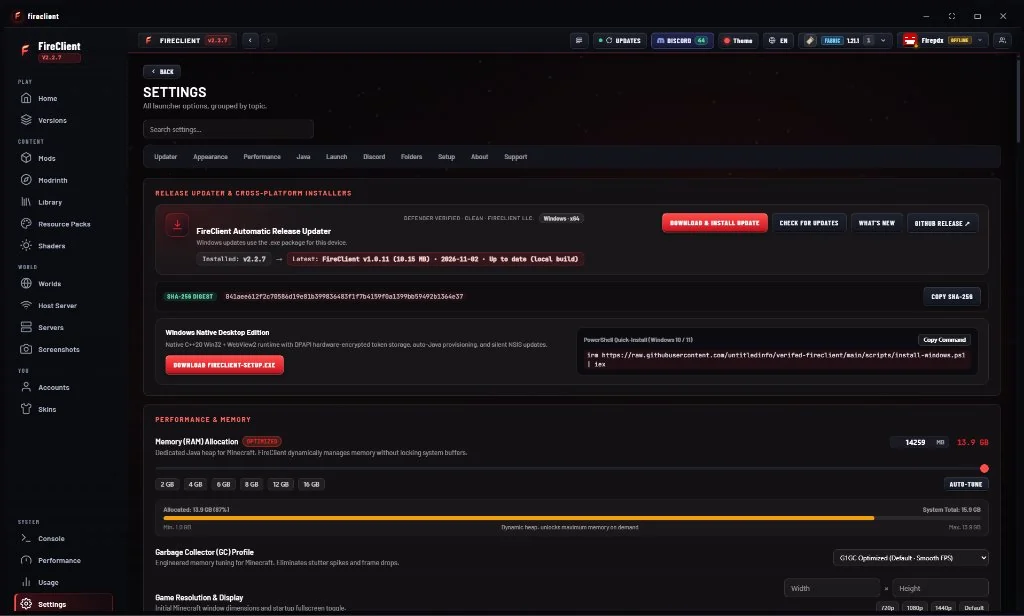 fireclient
FireClient
v2.2.7
FIRECLIENT v2.2.7
UPDATES
DISCORD 64
Theme
EN
FABRIC 1.21.1 1
Firepdx OFFLINE
PLAY
Home
Versions
CONTENT
Mods
Modrinth
Library
Resource Packs
Shaders
WORLD
Worlds
Host Server
Servers
Screenshots
YOU
Accounts
Skins
SYSTEM
Console
Performance
Usage
Settings
BACK
SETTINGS
All launcher options, grouped by topic.
Search settings...
Updater Appearance Performance Java Launch Discord Folders Setup About Support
RELEASE UPDATER & CROSS-PLATFORM INSTALLERS
DEFENDER VERIFIED · CLEAN · FIRECLIENT LLC. Windows · x64
FireClient Automatic Release Updater
Windows updates use the .exe package for this device.
Installed: v2.2.7 → Latest: FireClient v1.0.11 (10.15 MB) · 2026-11-02 · Up to date (local build)
DOWNLOAD & INSTALL UPDATE
CHECK FOR UPDATES
WHAT'S NEW
GITHUB RELEASE ↗
SHA-256 DIGEST 041aee612f2c70586d19e81b399836483f1f7b4159f0a1399bb59492b1364e37
COPY SHA-256
Windows Native Desktop Edition
Native C++20 Win32 + WebView2 runtime with DPAPI hardware-encrypted token storage, auto-Java provisioning, and silent NSIS updates.
DOWNLOAD FIRECLIENT-SETUP.EXE
PowerShell Quick-Install (Windows 10 / 11)
Copy Command
irm https://raw.githubusercontent.com/untitledinfo/verifed-fireclient/main/scripts/install-windows.ps1
| iex
PERFORMANCE & MEMORY
Memory (RAM) Allocation OPTIMIZED
Dedicated Java heap for Minecraft. FireClient dynamically manages memory without locking system buffers.
14259 MB 13.9 GB
2 GB 4 GB 6 GB 8 GB 12 GB 16 GB
AUTO-TUNE
Allocated: 13.9 GB (87%)
System Total: 15.9 GB
Min. 1.0 GB
Dynamic heap, unlocks maximum memory on demand
Max. 13.9 GB
Garbage Collector (GC) Profile
Engineered memory tuning for Minecraft. Eliminates stutter spikes and frame drops.
G1GC Optimized (Default - Smooth FPS)
Game Resolution & Display
Initial Minecraft window dimensions and startup fullscreen toggle.
Width × Height
720p 1080p 1440p Default